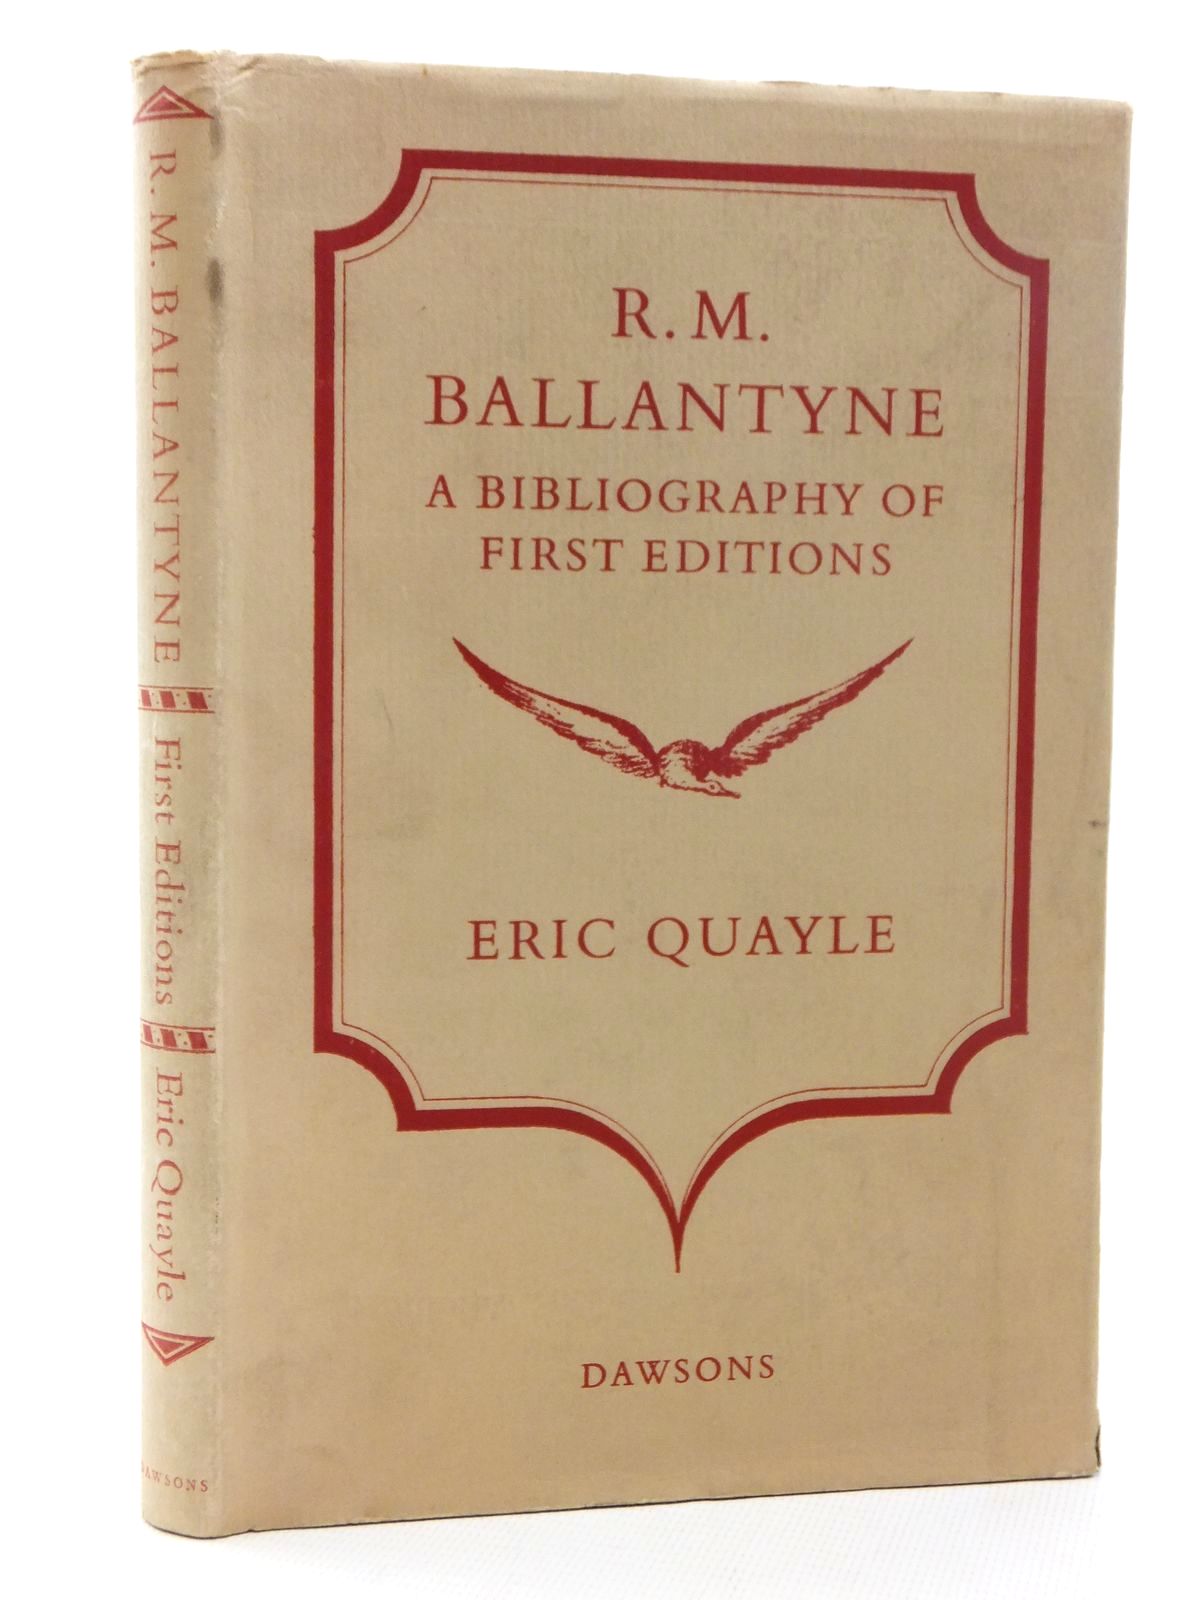 R. M. BALLANTYNE First Editions Eric Quayle
DAWSONS
R. M.
BALLANTYNE
A BIBLIOGRAPHY OF
FIRST EDITIONS
ERIC QUAYLE
DAWSONS